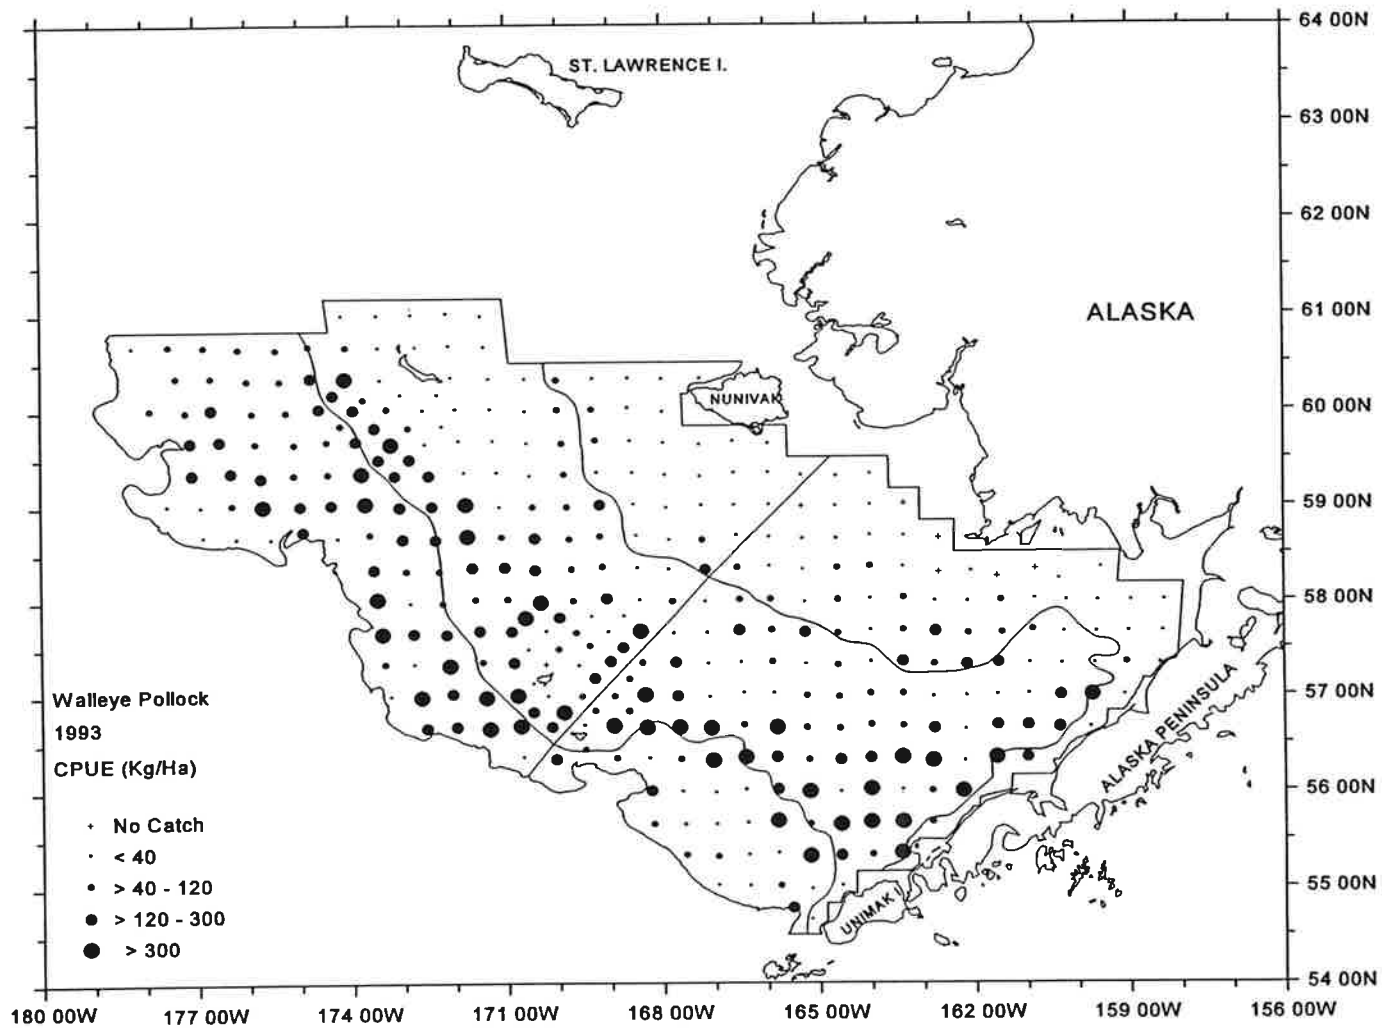 64 00N
ST. LAWRENCE I.
63 00N
62 00N
ALASKA
61 00N
NUNIVAK
60 00N
59 00N
58 00N
57 00N
56 00N
55 00N
54 00N
ALASKA PENINSULA
UNIMAK I
Walleye Pollock
1993
CPUE (Kg/Ha)
+ No Catch
< 40
> 40 - 120
> 120 - 300
> 300
180 00W 177 00W 174 00W 171 00W 168 00W 165 00W 162 00W 159 00W 156 00W